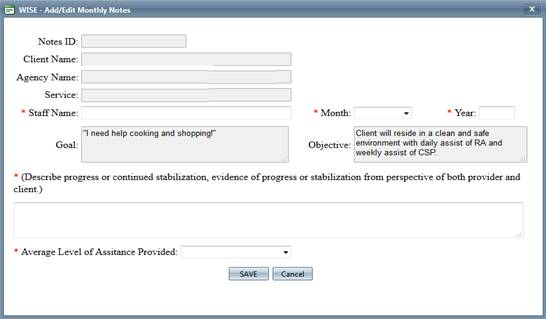 WISE - Add/Edit Monthly Notes
Notes ID:
Client Name:
Agency Name:
Service:
* Staff Name: * Month: * Year:
Goal: "I need help cooking and shopping!" Objective: Client will reside in a clean and safe
environment with daily assist of RA and
weekly assist of CSP.
* (Describe progress or continued stabilization, evidence of progress or stabilization from perspective of both provider and
client.)
* Average Level of Assitance Provided:
SAVE Cancel